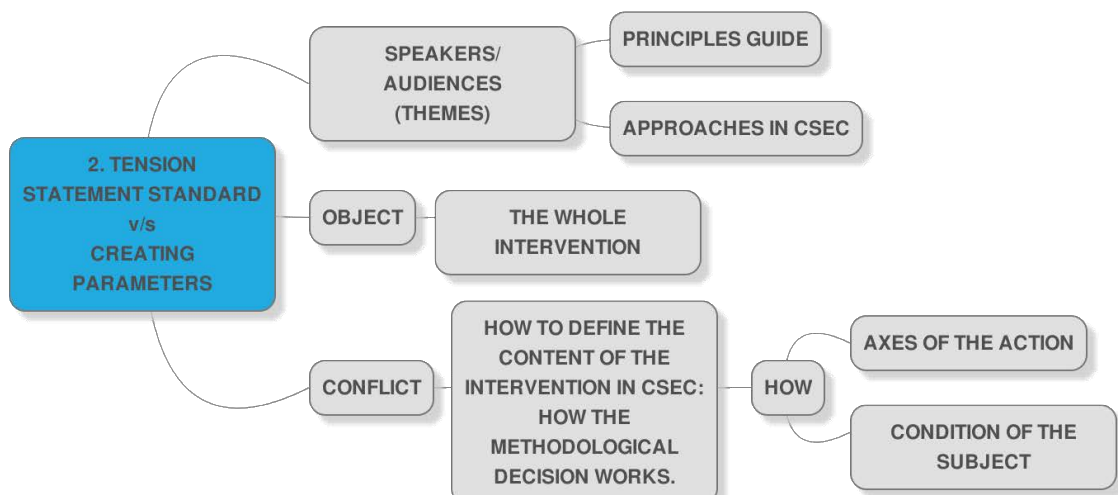 2. TENSION
STATEMENT STANDARD
v/s
CREATING
PARAMETERS
SPEAKERS/
AUDIENCES
(THEMES)
PRINCIPLES GUIDE
APPROACHES IN CSEC
OBJECT
THE WHOLE
INTERVENTION
CONFLICT
HOW TO DEFINE THE
CONTENT OF THE
INTERVENTION IN CSEC:
HOW THE
METHODOLOGICAL
DECISION WORKS.
HOW
AXES OF THE ACTION
CONDITION OF THE
SUBJECT